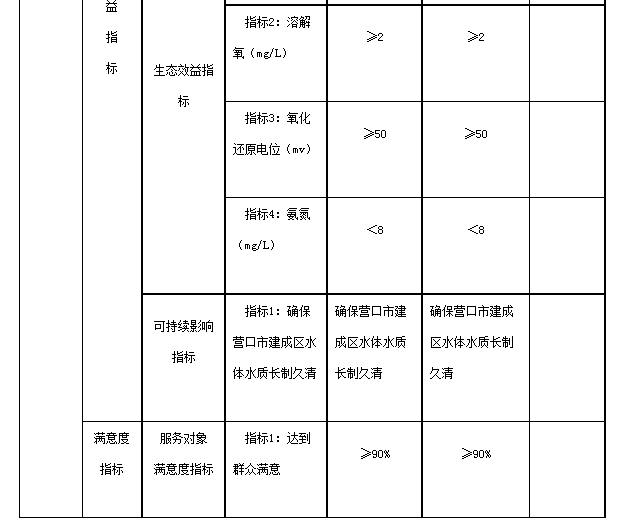 益
指
标
生态效益指
标
指标2：溶解
氧（mg/L）
≥2
≥2
指标3：氧化
还原电位（mv）
≥50
≥50
指标4：氨氮
（mg/L）
＜8
＜8
可持续影响
指标
指标1：确保
营口市建成区水
体水质长制久清
确保营口市建
成区水体水质
长制久清
确保营口市建成
区水体水质长制
久清
满意度
指标
服务对象
满意度指标
指标1：达到
群众满意
≥90%
≥90%